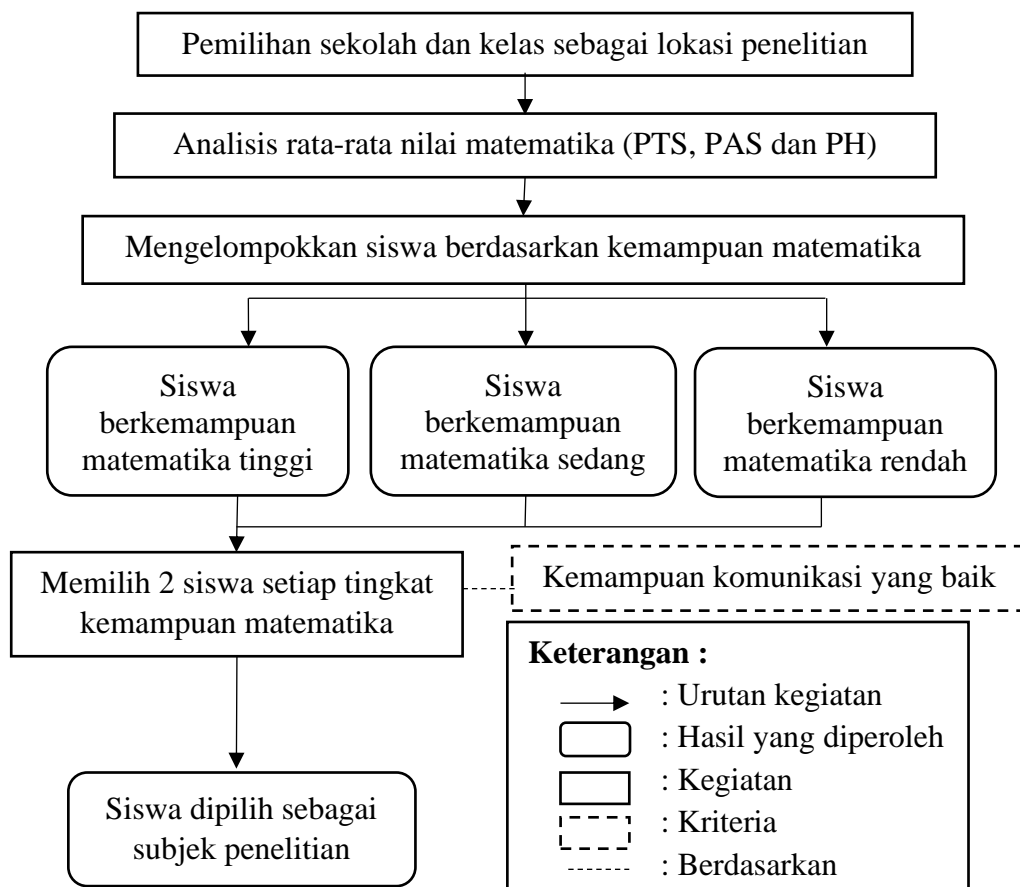 Pemilihan sekolah dan kelas sebagai lokasi penelitian
Analisis rata-rata nilai matematika (PTS, PAS dan PH)
Mengelompokkan siswa berdasarkan kemampuan matematika
Siswa
berkemampuan
matematika tinggi
Siswa
berkemampuan
matematika sedang
Siswa
berkemampuan
matematika rendah
Memilih 2 siswa setiap tingkat
kemampuan matematika
Kemampuan komunikasi yang baik
Siswa dipilih sebagai
subjek penelitian
Keterangan :
: Urutan kegiatan
: Hasil yang diperoleh
: Kegiatan
: Kriteria
: Berdasarkan